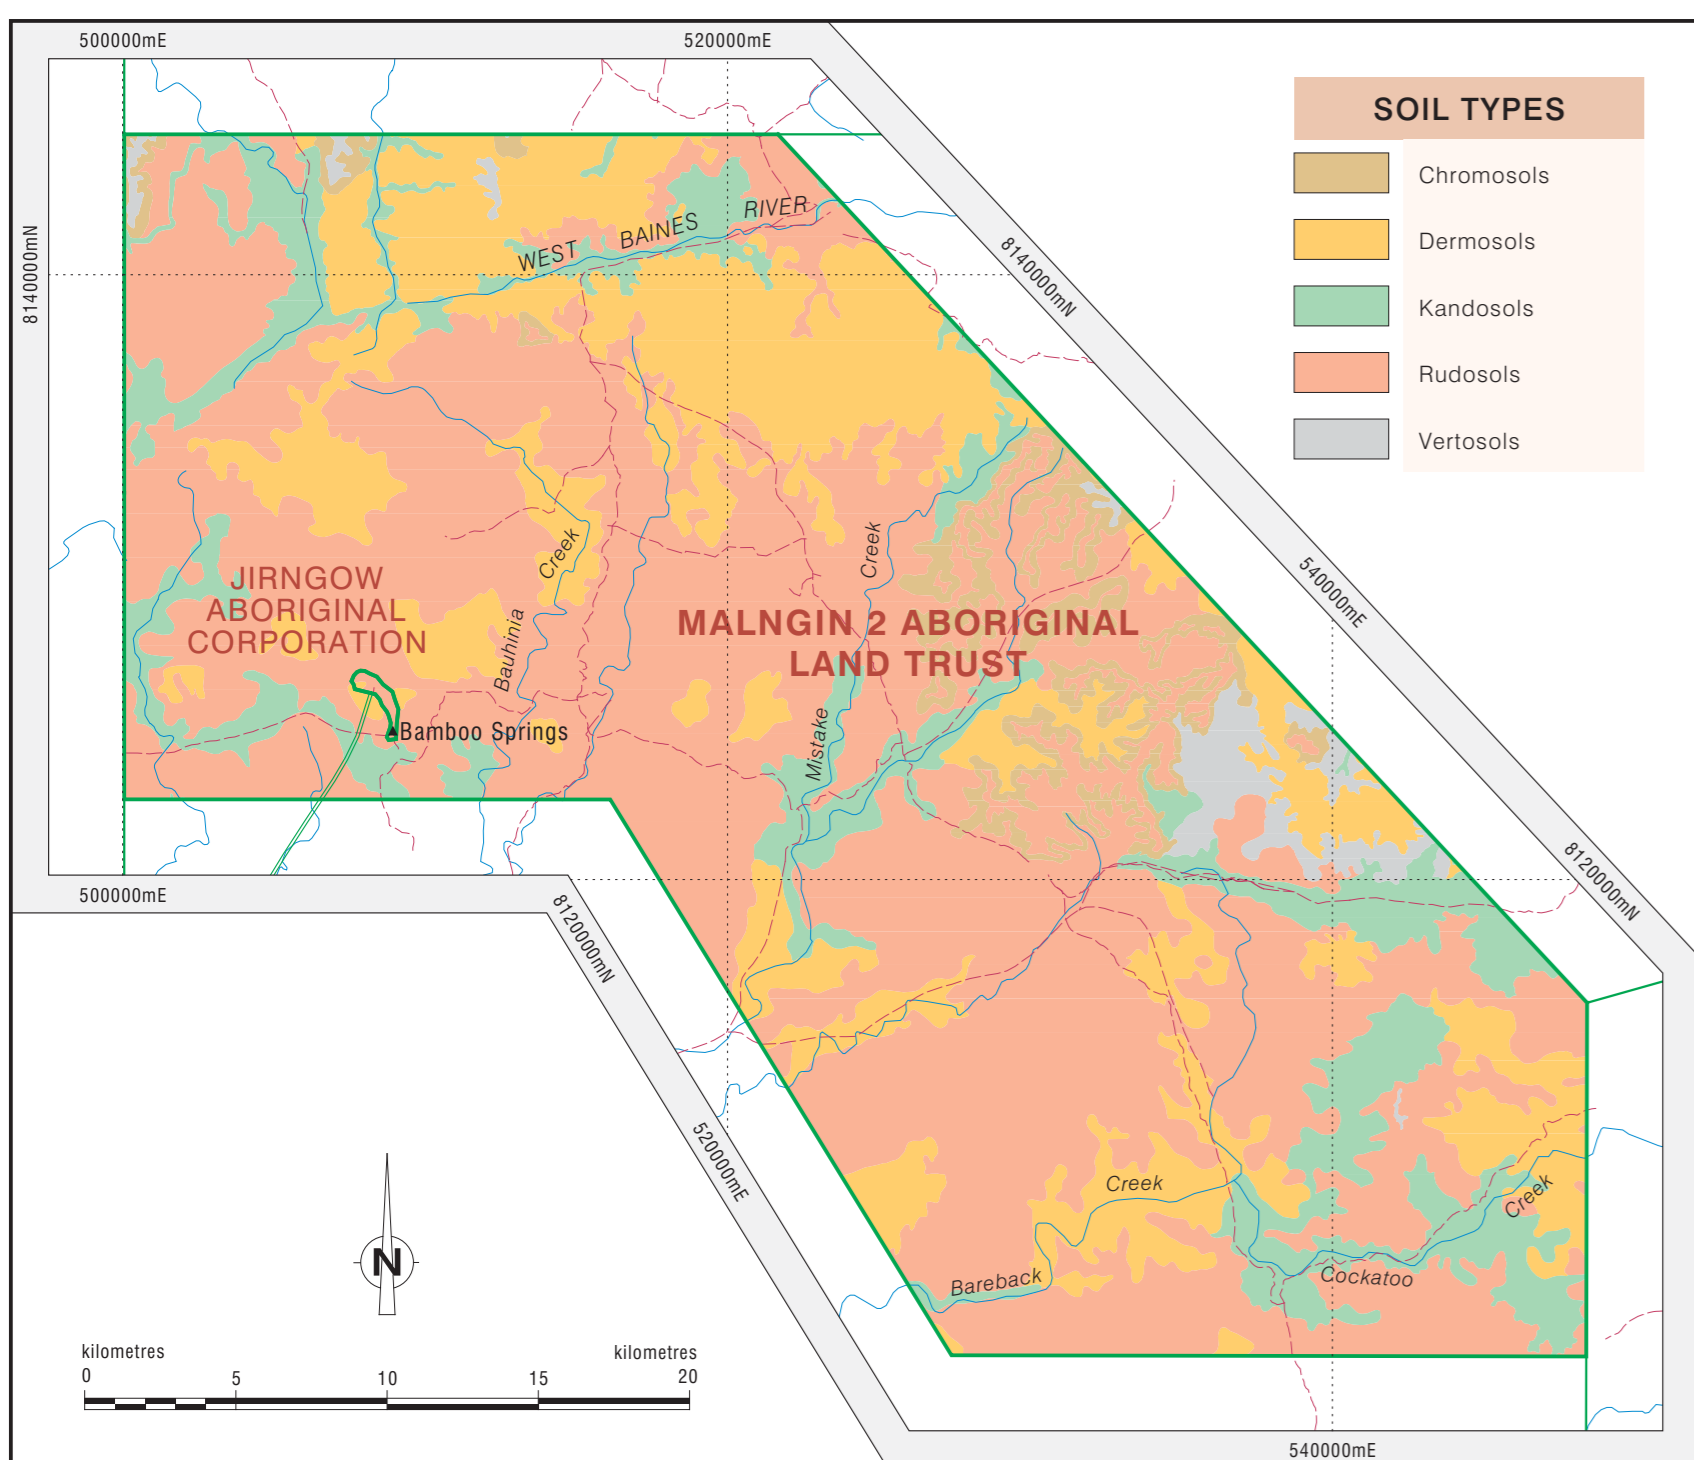 500000mE
520000mE
SOIL TYPES
Chromosols
Dermosols
Kandosols
Rudosols
Vertosols
8140000mN
WEST BAINES RIVER
8140000mN
Creek
Creek
540000mE
JIRNGOW
ABORIGINAL
CORPORATION
MALNGIN 2 ABORIGINAL
LAND TRUST
Bauhinia
Bamboo Springs
Mistake
500000mE
8120000mN
8120000mN
520000mE
Creek
Creek
Bareback
Cockatoo
N
kilometres
kilometres
0 5 10 15 20
540000mE